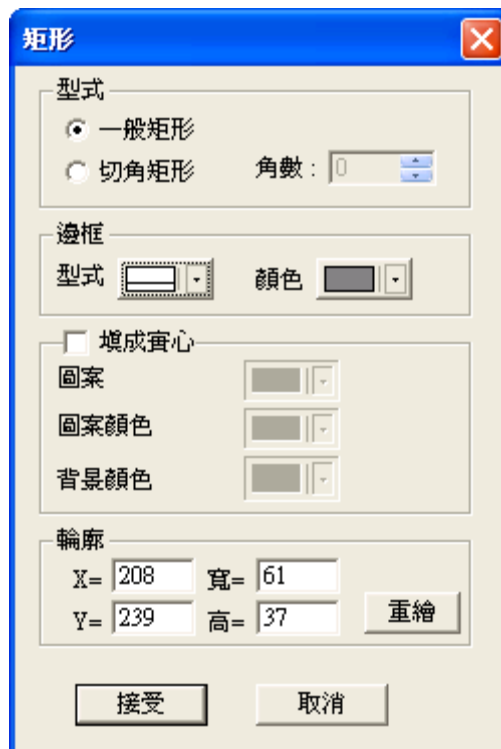 矩形
型式
一般矩形
切角矩形 角數: 0
邊框
型式 顏色
填成實心
圖案
圖案顏色
背景顏色
輪廓
X= 208 寬= 61
Y= 239 高= 37 重繪
接受 取消